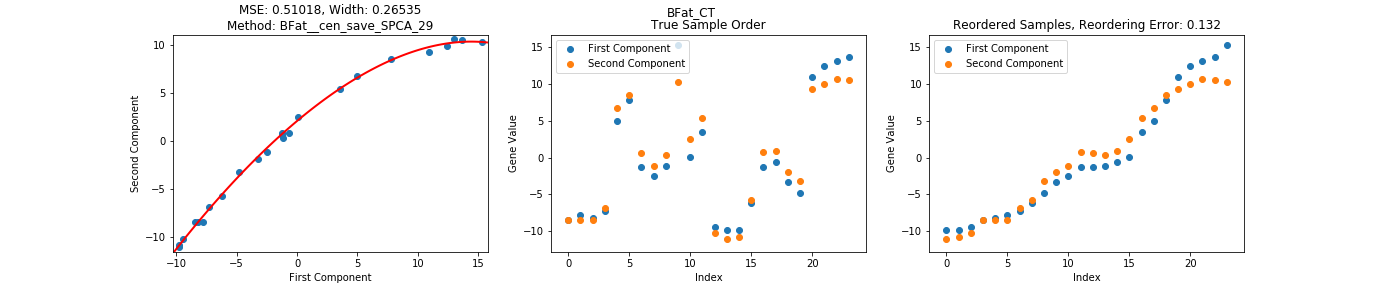 BFat_CT
MSE: 0.51018, Width: 0.26535
Method: BFat__cen_save_SPCA_29
10
5
0
−5
−10
Second Component
−10
−5
0
5
10
15
First Component
True Sample Order
First Component
Second Component
15
10
5
0
−5
−10
Gene Value
0
5
10
15
20
Index
Reordered Samples, Reordering Error: 0.132
First Component
Second Component
15
10
5
0
−5
−10
Gene Value
0
5
10
15
20
Index